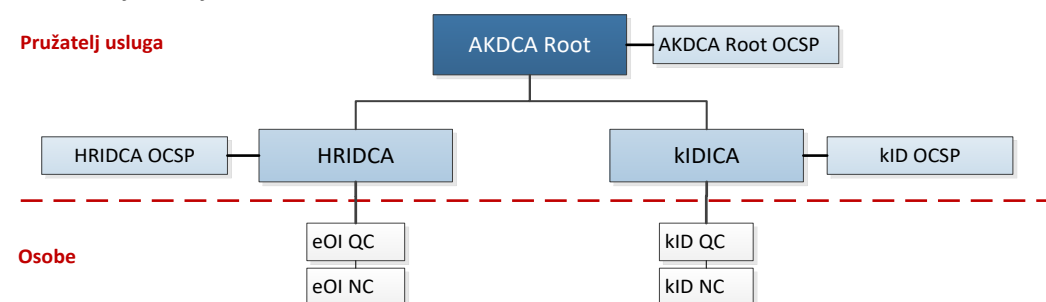 Pružatelj usluga
AKDCA Root
AKDCA Root OCSP
HRIDCA OCSP
HRIDCA
kIDICA
kID OCSP
Osobe
eOI QC
kID QC
eOI NC
kID NC